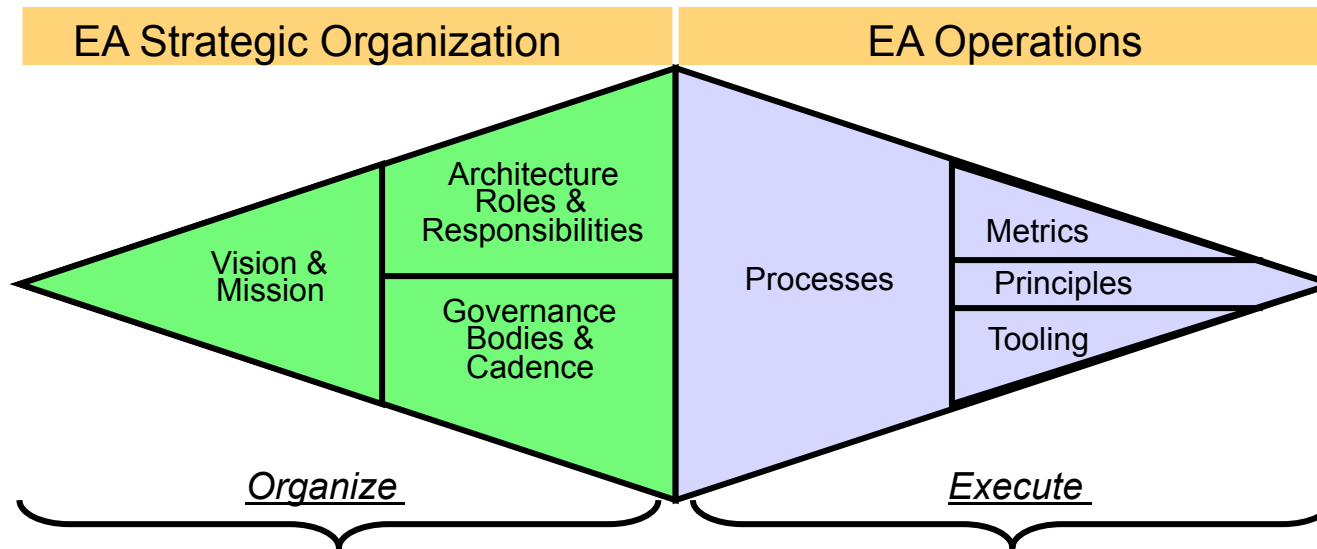 EA Strategic Organization
EA Operations
Vision &
Mission
Architecture
Roles &
Responsibilities
Governance
Bodies &
Cadence
Processes
Metrics
Principles
Tooling
Organize
Execute